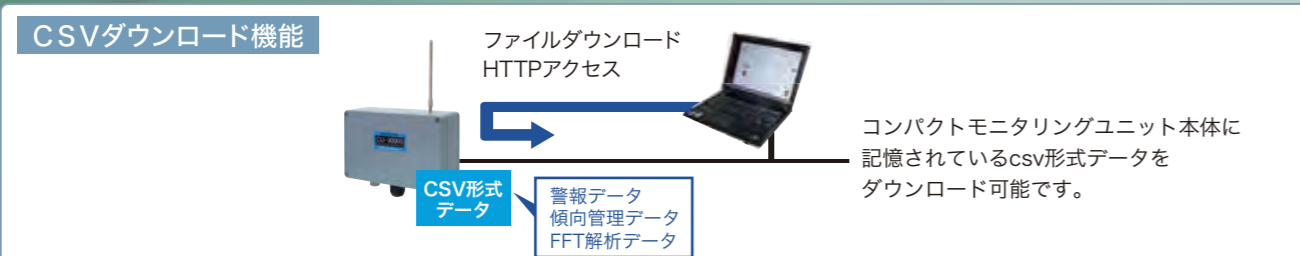 CSVダウンロード機能
ファイルダウンロード
HTTPアクセス
コンパクトモニタリングユニット本体に
記憶されているcsv形式データを
ダウンロード可能です。
CSV形式
データ
警報データ
傾向管理データ
FFT解析データ